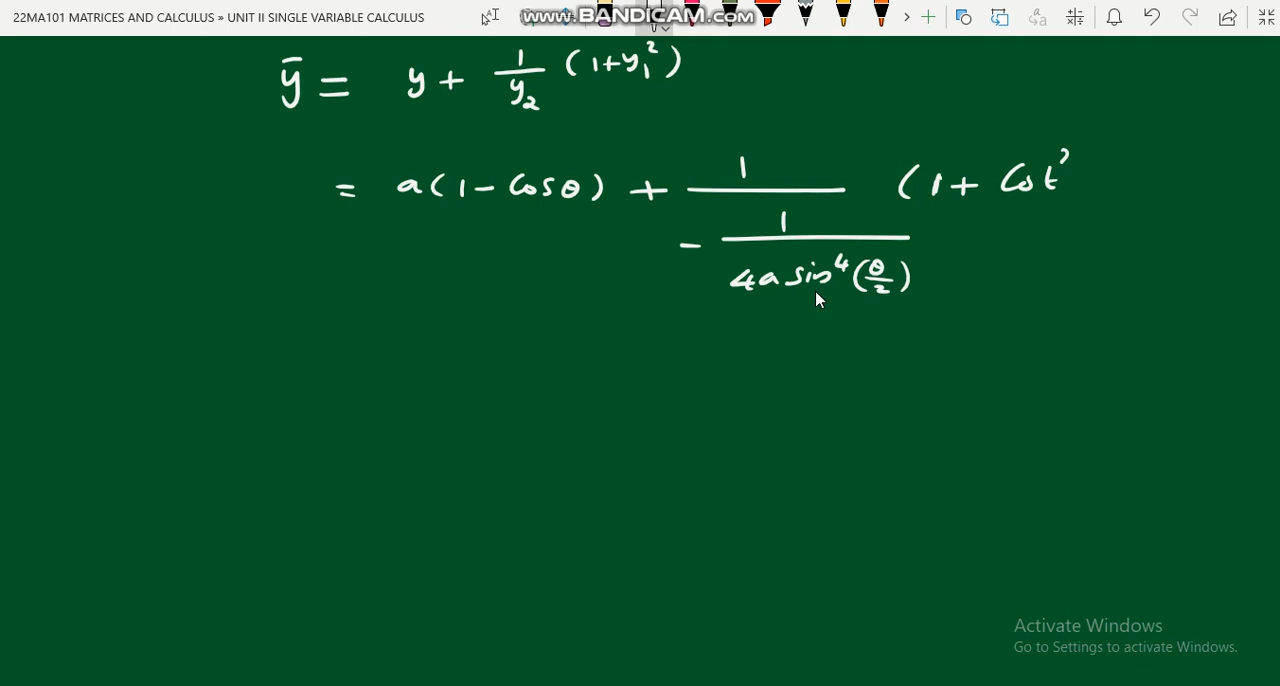 22MA101 MATRICES AND CALCULUS » UNIT II SINGLE VARIABLE CALCULUS
www.BANDICAM.com
ȳ = y + 1/y₂ (1+y₁²)
= a(1 - Cosθ) + 1/(-1/(4a sin⁴(θ/2))) (1 + Cot²
Activate Windows
Go to Settings to activate Windows.